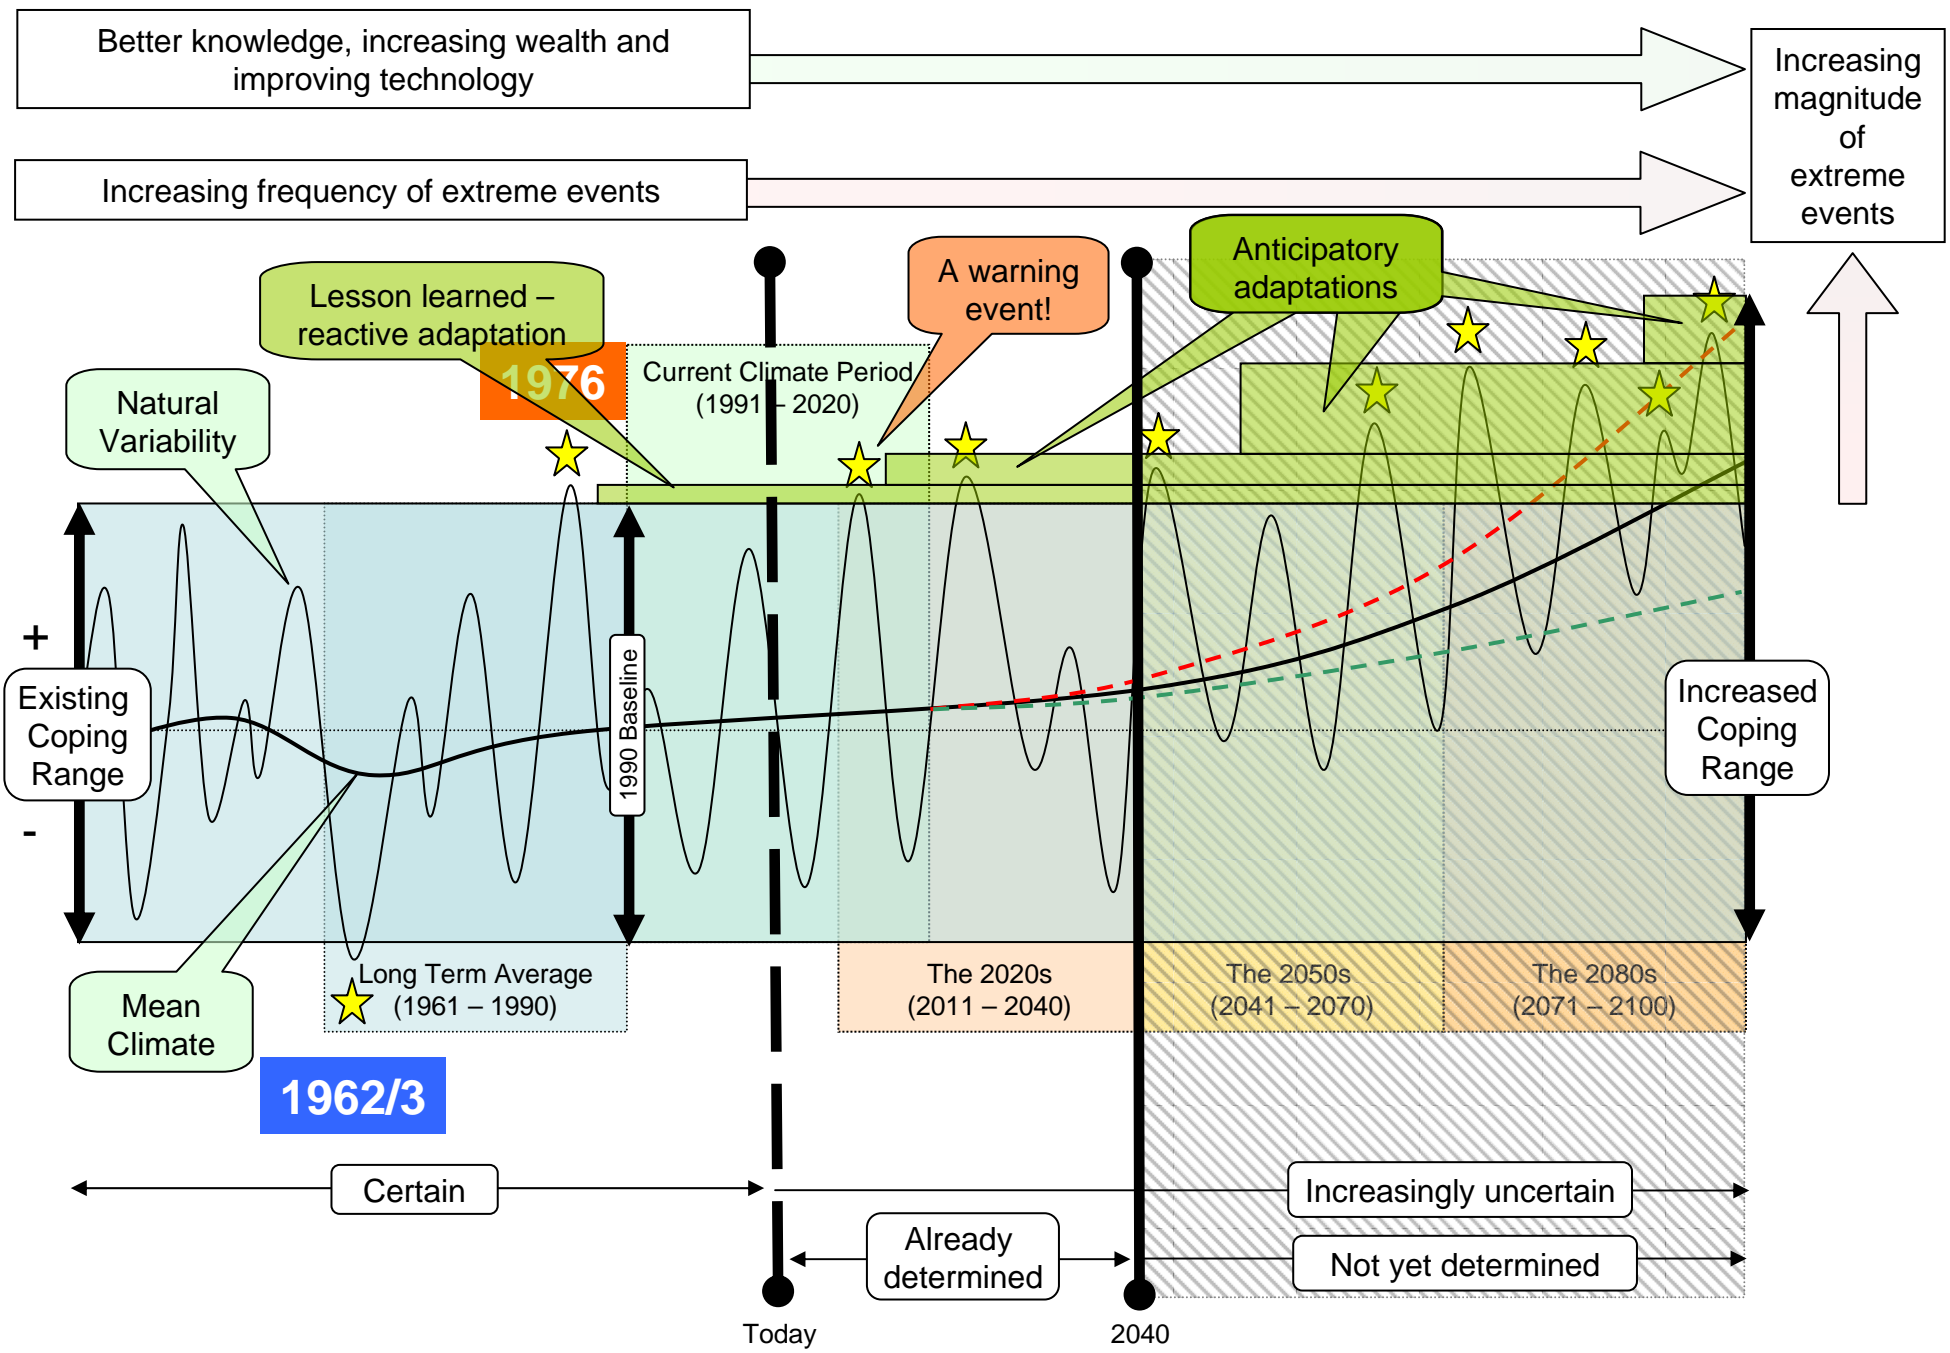 Better knowledge, increasing wealth and
improving technology
Increasing
magnitude
of
extreme
events
Increasing frequency of extreme events
Anticipatory
adaptations
A warning
event!
Lesson learned –
reactive adaptation
1976
Current Climate Period
(1991 – 2020)
Natural
Variability
+
Existing
Coping
Range
-
1990 Baseline
Increased
Coping
Range
Long Term Average
(1961 – 1990)
The 2020s
(2011 – 2040)
The 2050s
(2041 – 2070)
The 2080s
(2071 – 2100)
Mean
Climate
1962/3
Certain
Increasingly uncertain
Already
determined
Not yet determined
Today
2040